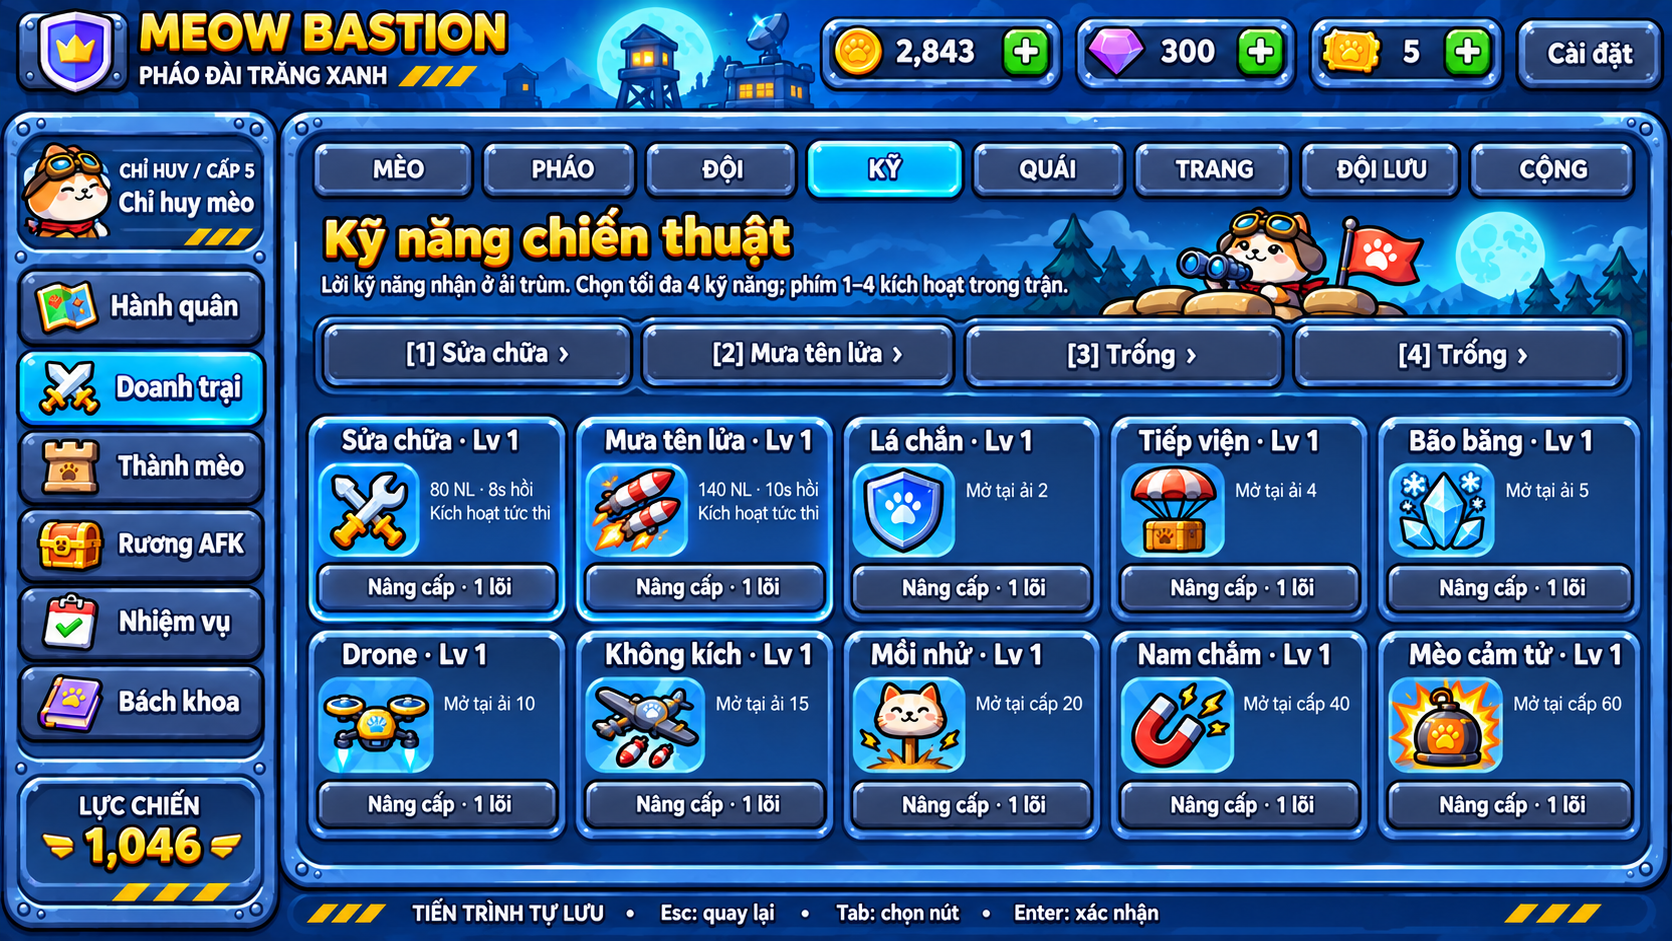 MEOW BASTION
PHÁO ĐÀI TRĂNG XANH
2,843
300
5
Cài đặt
CHỈ HUV / CẤP 5
Chỉ huy mèo
Hành quân
Doanh trại
Thành mèo
Rương AFK
Nhiệm vụ
Bách khoa
LỰC CHIẾN
1,046
MÈO
PHÁO
ĐỘI
KỸ
QUÁI
TRANG
ĐỘI LƯU
CỘNG
Kỹ năng chiến thuật
Lời kỹ năng nhận ở ải trùm. Chọn tối đa 4 kỹ năng; phím 1–4 kích hoạt trong trận.
[1] Sửa chữa ›
[2] Mưa tên lửa ›
[3] Trống ›
[4] Trống ›
Sửa chữa · Lv 1
80 NL · 8s hồi
Kích hoạt tức thi
Nâng cấp · 1 lõi
Mưa tên lửa · Lv 1
140 NL · 10s hồi
Kích hoạt tức thi
Nâng cấp · 1 lõi
Lá chắn · Lv 1
Mở tại ải 2
Nâng cấp · 1 lõi
Tiếp viện · Lv 1
Mở tại ải 4
Nâng cấp · 1 lõi
Bão băng · Lv 1
Mở tại ải 5
Nâng cấp · 1 lõi
Drone · Lv 1
Mở tại ải 10
Nâng cấp · 1 lõi
Không kích · Lv 1
Mở tại ải 15
Nâng cấp · 1 lõi
Mồi nhử · Lv 1
Mở tại cấp 20
Nâng cấp · 1 lõi
Nam chắm · Lv 1
Mở tại cấp 40
Nâng cấp · 1 lõi
Mèo cảm tử · Lv 1
Mở tại cấp 60
Nâng cấp · 1 lõi
TIẾN TRÌNH TỰ LƯU • Esc: quay lại • Tab: chọn nút • Enter: xác nhận